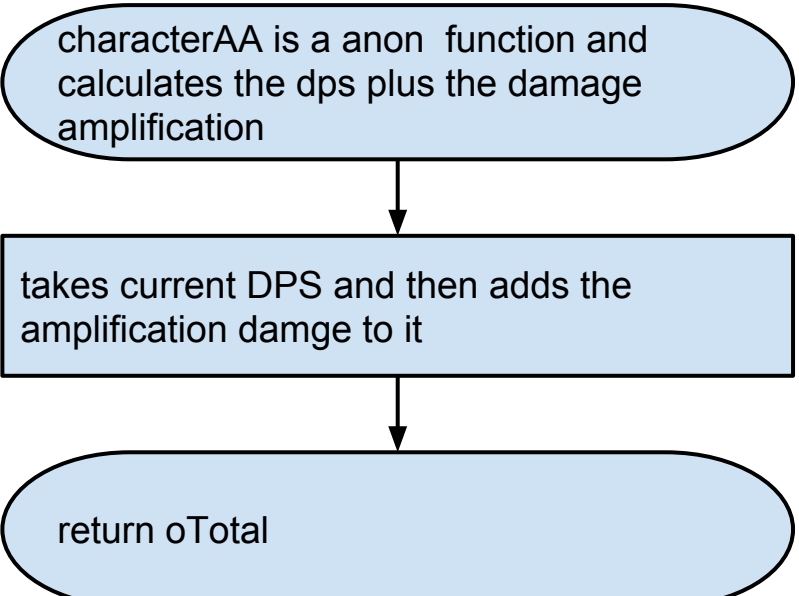 characterAA is a anon  function and
calculates the dps plus the damage
amplification
takes current DPS and then adds the
amplification damge to it
return oTotal